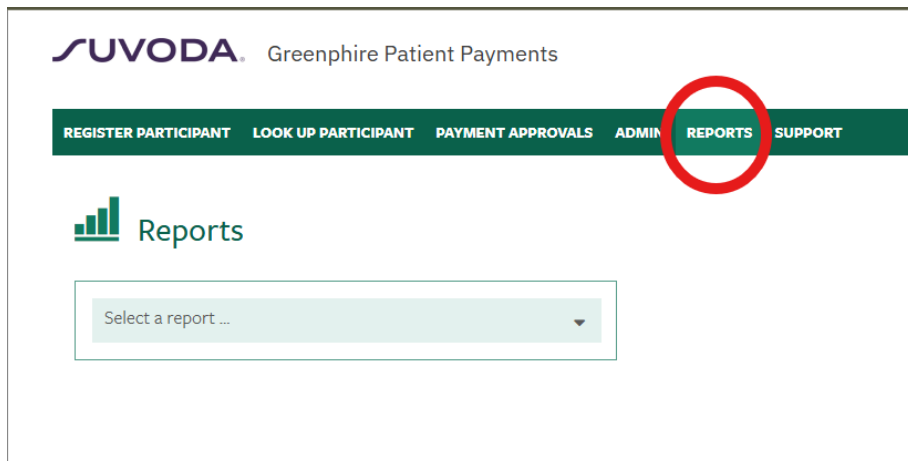 SUVODA. Greenphire Patient Payments
REGISTER PARTICIPANT LOOK UP PARTICIPANT PAYMENT APPROVALS ADMIN REPORTS SUPPORT
Reports
Select a report ...